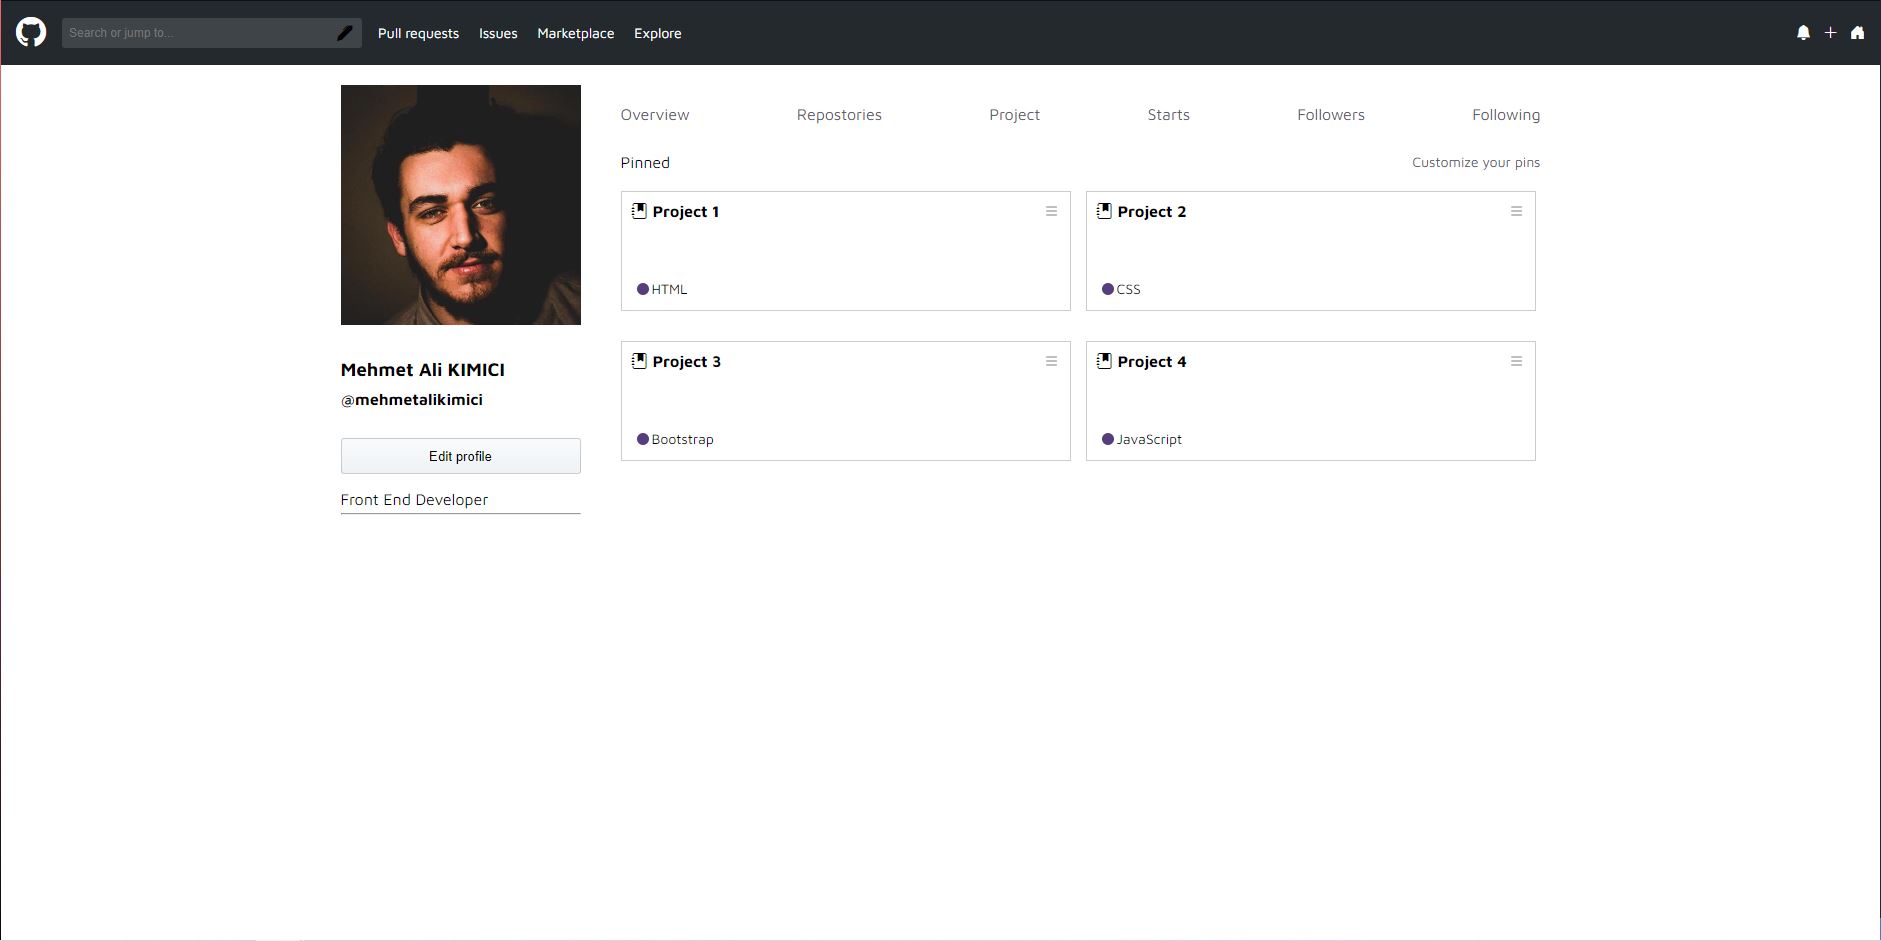 Search or jump to... Pull requests Issues Marketplace Explore
Overview Repostories Project Starts Followers Following
Pinned Customize your pins
Project 1 Project 2
HTML CSS
Project 3 Project 4
Bootstrap JavaScript
Mehmet Ali KIMICI
@mehmetalikimici
Edit profile
Front End Developer